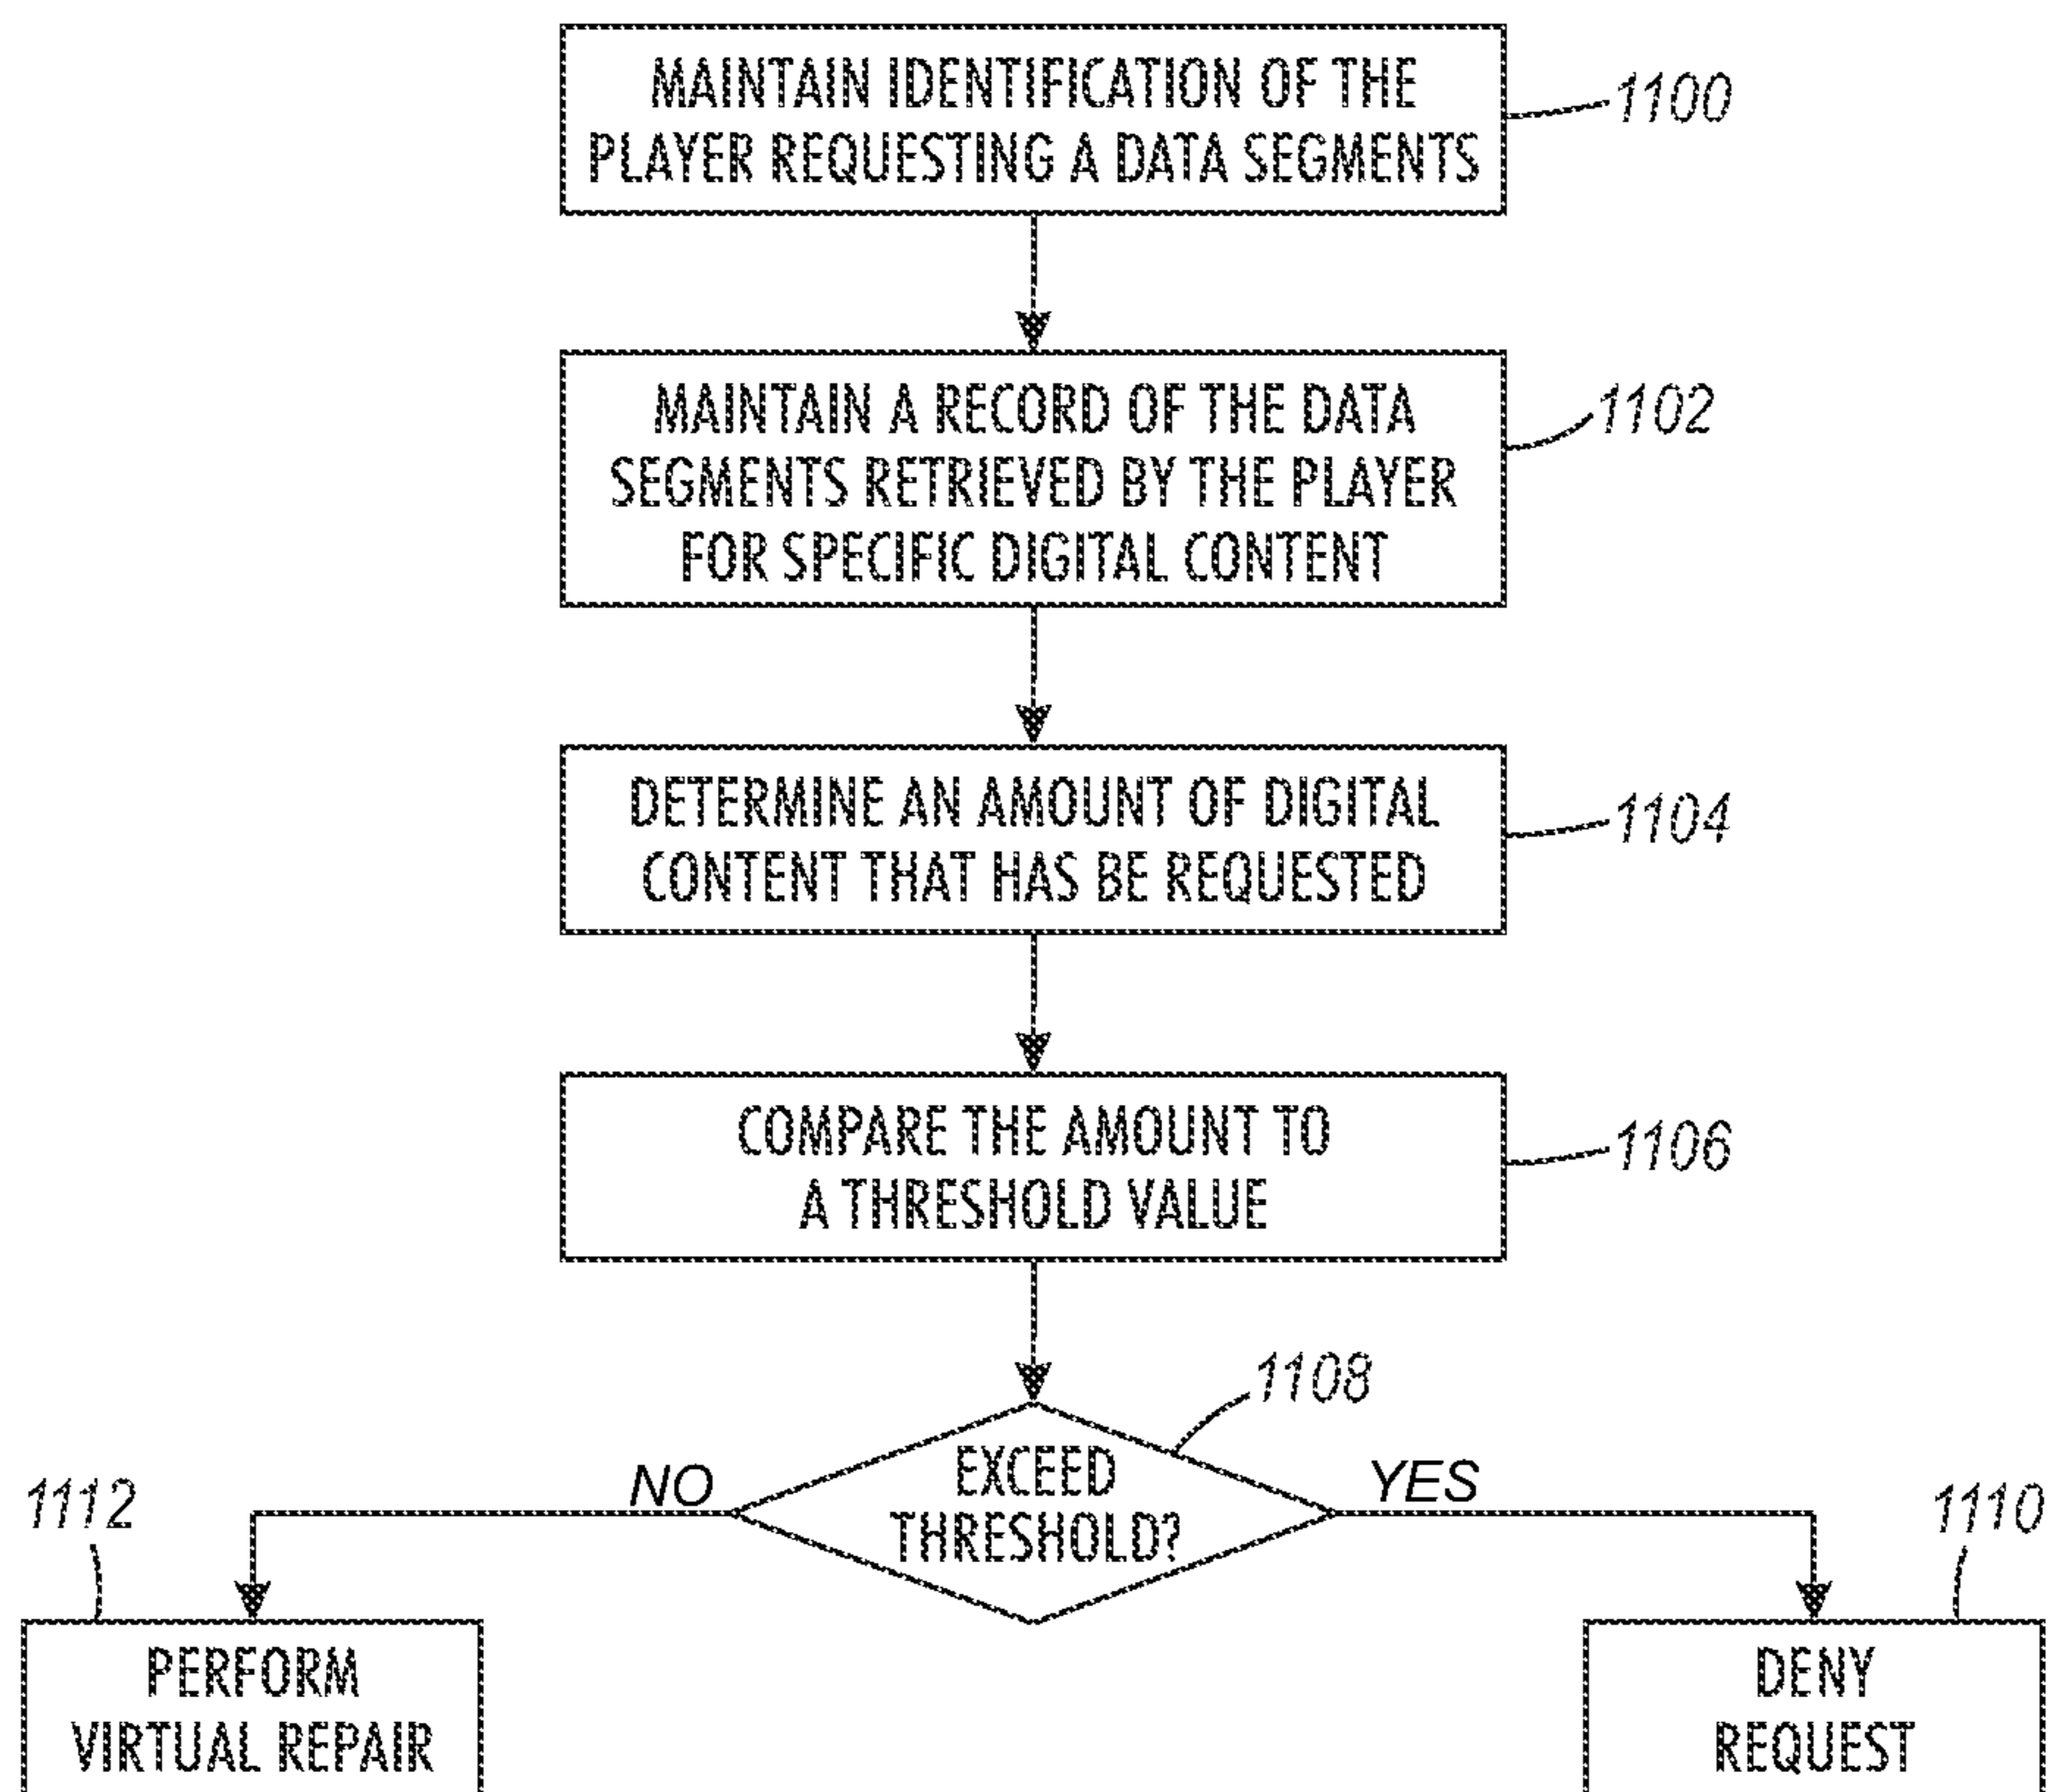 MAINTAIN IDENTIFICATION OF THE
PLAYER REQUESTING A DATA SEGMENTS
1100
MAINTAIN A RECORD OF THE DATA
SEGMENTS RETRIEVED BY THE PLAYER
FOR SPECIFIC DIGITAL CONTENT
1102
DETERMINE AN AMOUNT OF DIGITAL
CONTENT THAT HAS BE REQUESTED
1104
COMPARE THE AMOUNT TO
A THRESHOLD VALUE
1106
1108
EXCEED
THRESHOLD?
NO
YES
1112
1110
PERFORM
VIRTUAL REPAIR
DENY
REQUEST